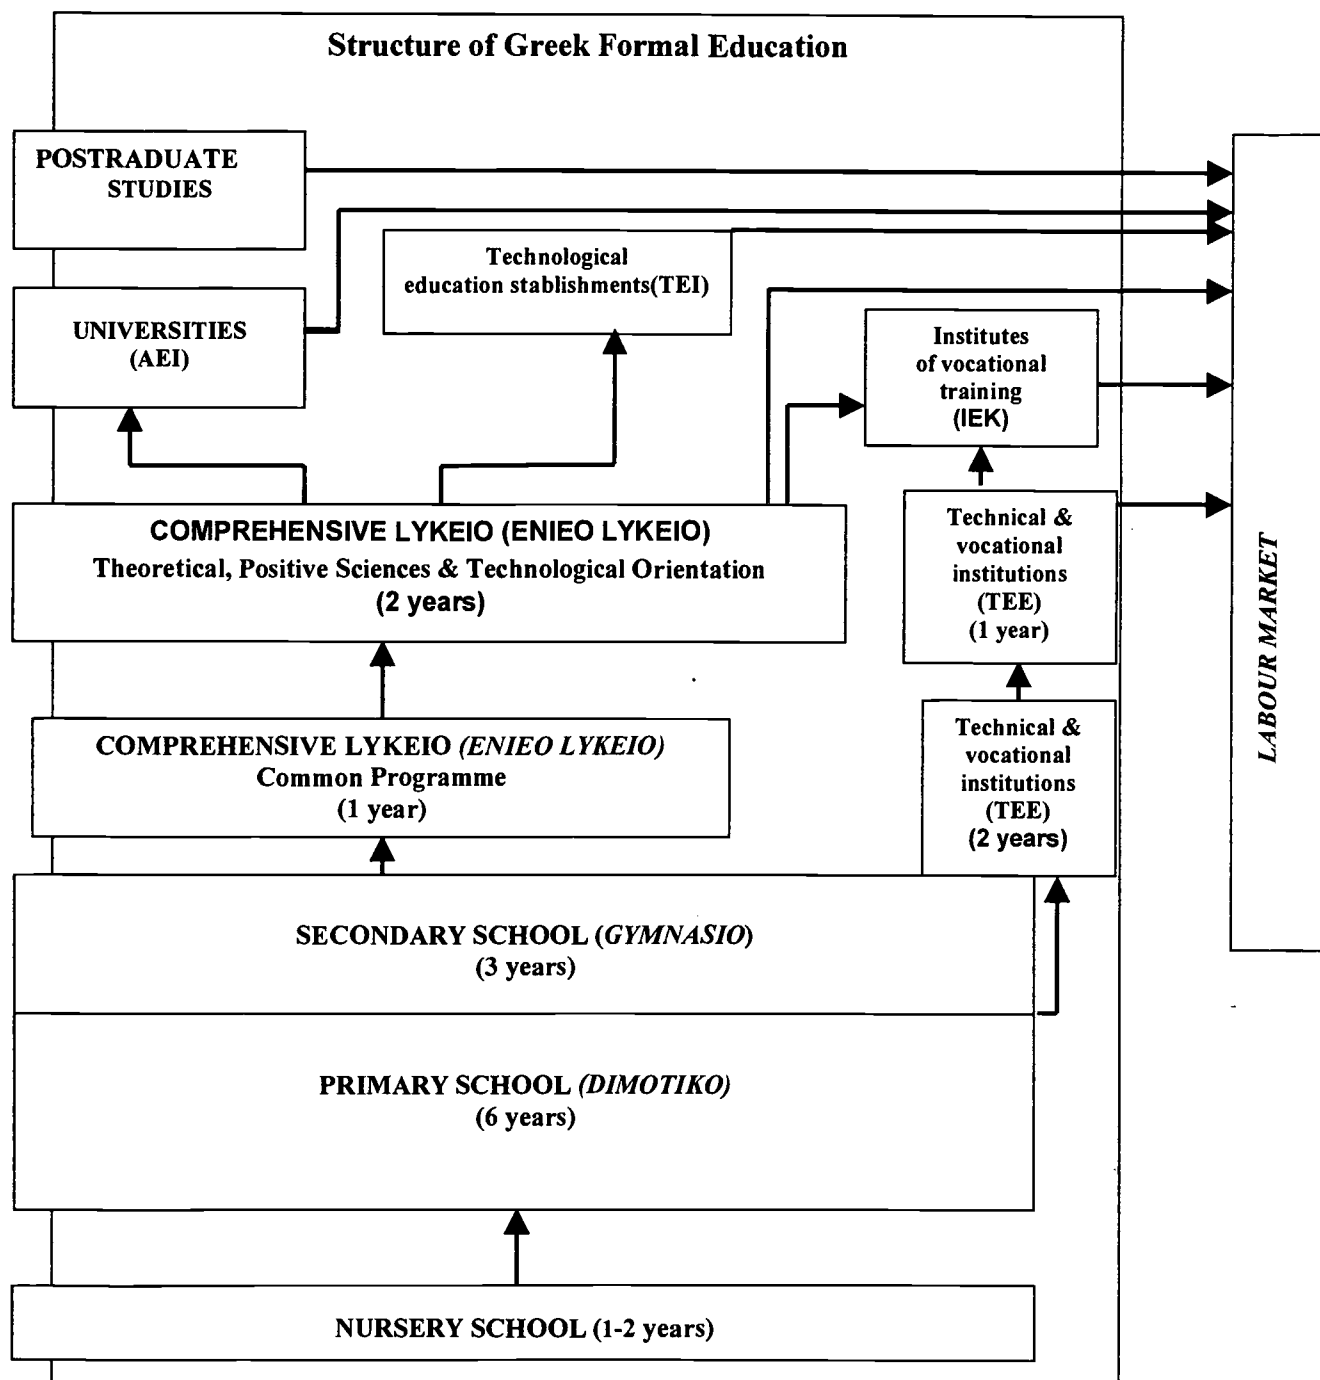 Structure of Greek Formal Education
POSTRADUATE
STUDIES
Technological
education stablishments(TEI)
UNIVERSITIES
(AEI)
Institutes
of vocational
training
(IEK)
COMPREHENSIVE LYKEIO (ENIEO LYKEIO)
Theoretical, Positive Sciences & Technological Orientation
(2 years)
Technical &
vocational
institutions
(TEE)
(1 year)
LABOUR MARKET
COMPREHENSIVE LYKEIO (ENIEO LYKEIO)
Common Programme
(1 year)
Technical &
vocational
institutions
(TEE)
(2 years)
SECONDARY SCHOOL (GYMNASIO)
(3 years)
PRIMARY SCHOOL (DIMOTIKO)
(6 years)
NURSERY SCHOOL (1-2 years)